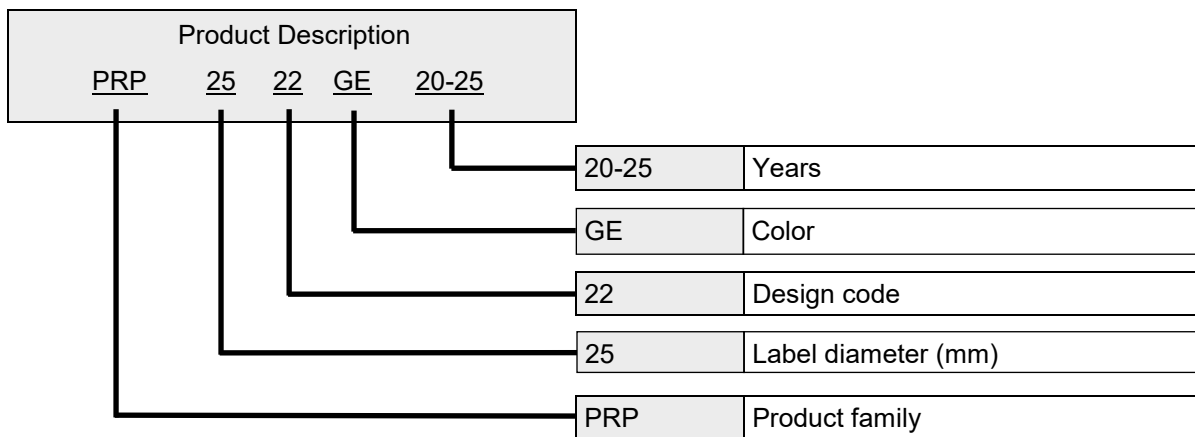 Product Description
PRP 25 22 GE 20-25
20-25 Years
GE Color
22 Design code
25 Label diameter (mm)
PRP Product family